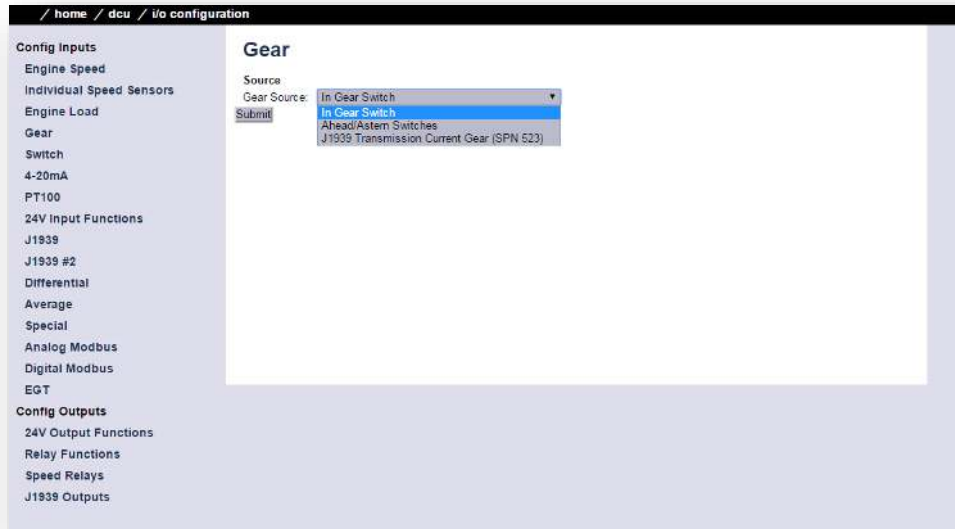 / home / dcu / i/o configuration
Config Inputs
Engine Speed
Individual Speed Sensors
Engine Load
Gear
Switch
4-20mA
PT100
24V Input Functions
J1939
J1939 #2
Differential
Average
Special
Analog Modbus
Digital Modbus
EGT
Config Outputs
24V Output Functions
Relay Functions
Speed Relays
J1939 Outputs
Gear
Source
Gear Source: In Gear Switch
In Gear Switch
Ahead/Astern Switches
J1939 Transmission Current Gear (SPN 523)
Submit